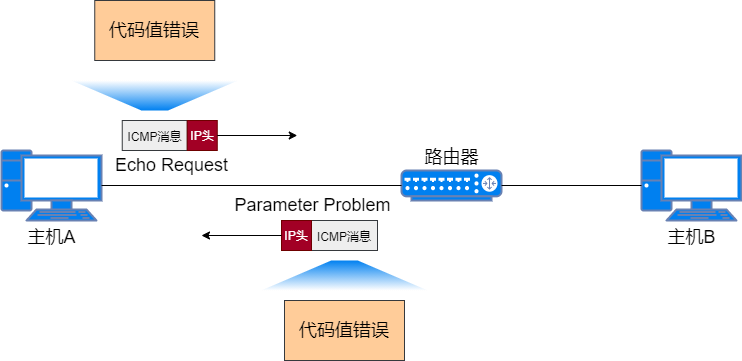 代码值错误
ICMP消息 IP头
Echo Request
路由器
主机A
主机B
Parameter Problem
IP头 ICMP消息
代码值错误